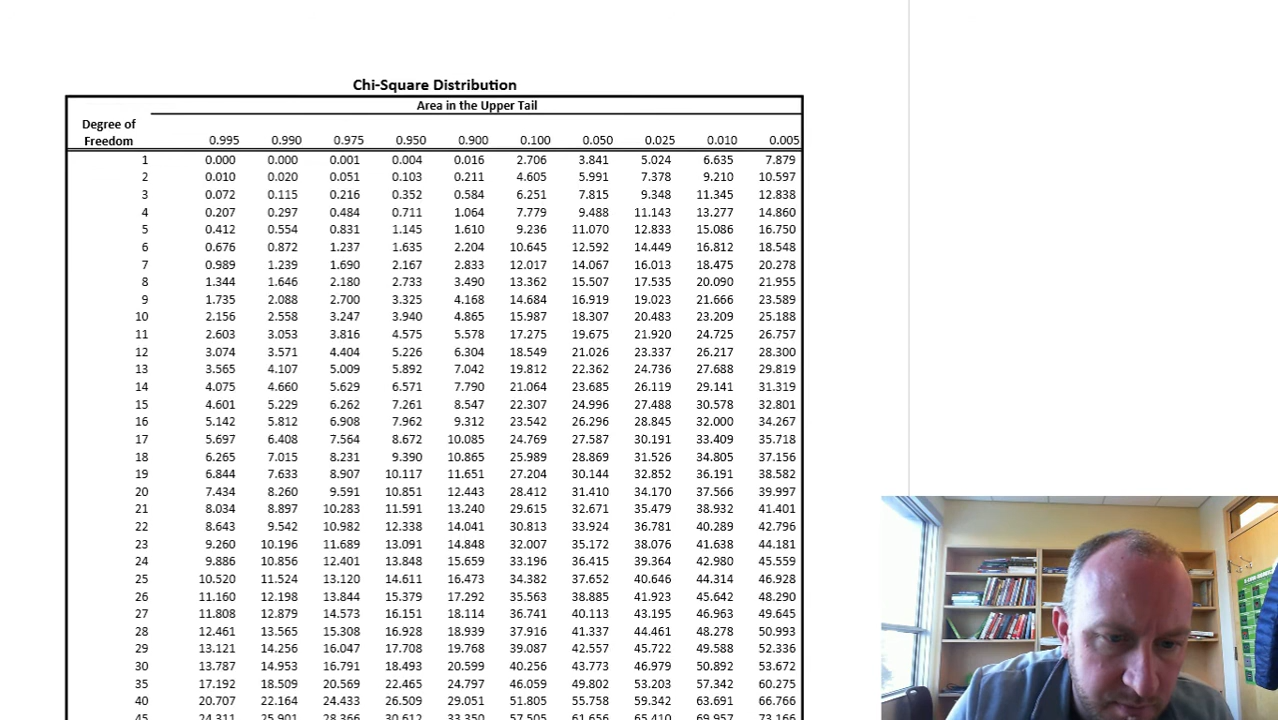 Chi-Square Distribution
Area in the Upper Tail
Degree of
Freedom 0.995 0.990 0.975 0.950 0.900 0.100 0.050 0.025 0.010 0.005
1 0.000 0.000 0.001 0.004 0.016 2.706 3.841 5.024 6.635 7.879
2 0.010 0.020 0.051 0.103 0.211 4.605 5.991 7.378 9.210 10.597
3 0.072 0.115 0.216 0.352 0.584 6.251 7.815 9.348 11.345 12.838
4 0.207 0.297 0.484 0.711 1.064 7.779 9.488 11.143 13.277 14.860
5 0.412 0.554 0.831 1.145 1.610 9.236 11.070 12.833 15.086 16.750
6 0.676 0.872 1.237 1.635 2.204 10.645 12.592 14.449 16.812 18.548
7 0.989 1.239 1.690 2.167 2.833 12.017 14.067 16.013 18.475 20.278
8 1.344 1.646 2.180 2.733 3.490 13.362 15.507 17.535 20.090 21.955
9 1.735 2.088 2.700 3.325 4.168 14.684 16.919 19.023 21.666 23.589
10 2.156 2.558 3.247 3.940 4.865 15.987 18.307 20.483 23.209 25.188
11 2.603 3.053 3.816 4.575 5.578 17.275 19.675 21.920 24.725 26.757
12 3.074 3.571 4.404 5.226 6.304 18.549 21.026 23.337 26.217 28.300
13 3.565 4.107 5.009 5.892 7.042 19.812 22.362 24.736 27.688 29.819
14 4.075 4.660 5.629 6.571 7.790 21.064 23.685 26.119 29.141 31.319
15 4.601 5.229 6.262 7.261 8.547 22.307 24.996 27.488 30.578 32.801
16 5.142 5.812 6.908 7.962 9.312 23.542 26.296 28.845 32.000 34.267
17 5.697 6.408 7.564 8.672 10.085 24.769 27.587 30.191 33.409 35.718
18 6.265 7.015 8.231 9.390 10.865 25.989 28.869 31.526 34.805 37.156
19 6.844 7.633 8.907 10.117 11.651 27.204 30.144 32.852 36.191 38.582
20 7.434 8.260 9.591 10.851 12.443 28.412 31.410 34.170 37.566 39.997
21 8.034 8.897 10.283 11.591 13.240 29.615 32.671 35.479 38.932 41.401
22 8.643 9.542 10.982 12.338 14.041 30.813 33.924 36.781 40.289 42.796
23 9.260 10.196 11.689 13.091 14.848 32.007 35.172 38.076 41.638 44.181
24 9.886 10.856 12.401 13.848 15.659 33.196 36.415 39.364 42.980 45.559
25 10.520 11.524 13.120 14.611 16.473 34.382 37.652 40.646 44.314 46.928
26 11.160 12.198 13.844 15.379 17.292 35.563 38.885 41.923 45.642 48.290
27 11.808 12.879 14.573 16.151 18.114 36.741 40.113 43.195 46.963 49.645
28 12.461 13.565 15.308 16.928 18.939 37.916 41.337 44.461 48.278 50.993
29 13.121 14.256 16.047 17.708 19.768 39.087 42.557 45.722 49.588 52.336
30 13.787 14.953 16.791 18.493 20.599 40.256 43.773 46.979 50.892 53.672
35 17.192 18.509 20.569 22.465 24.797 46.059 49.802 53.203 57.342 60.275
40 20.707 22.164 24.433 26.509 29.051 51.805 55.758 59.342 63.691 66.766
45 24.311 25.901 28.366 30.612 33.350 57.505 61.656 65.410 69.957 73.166